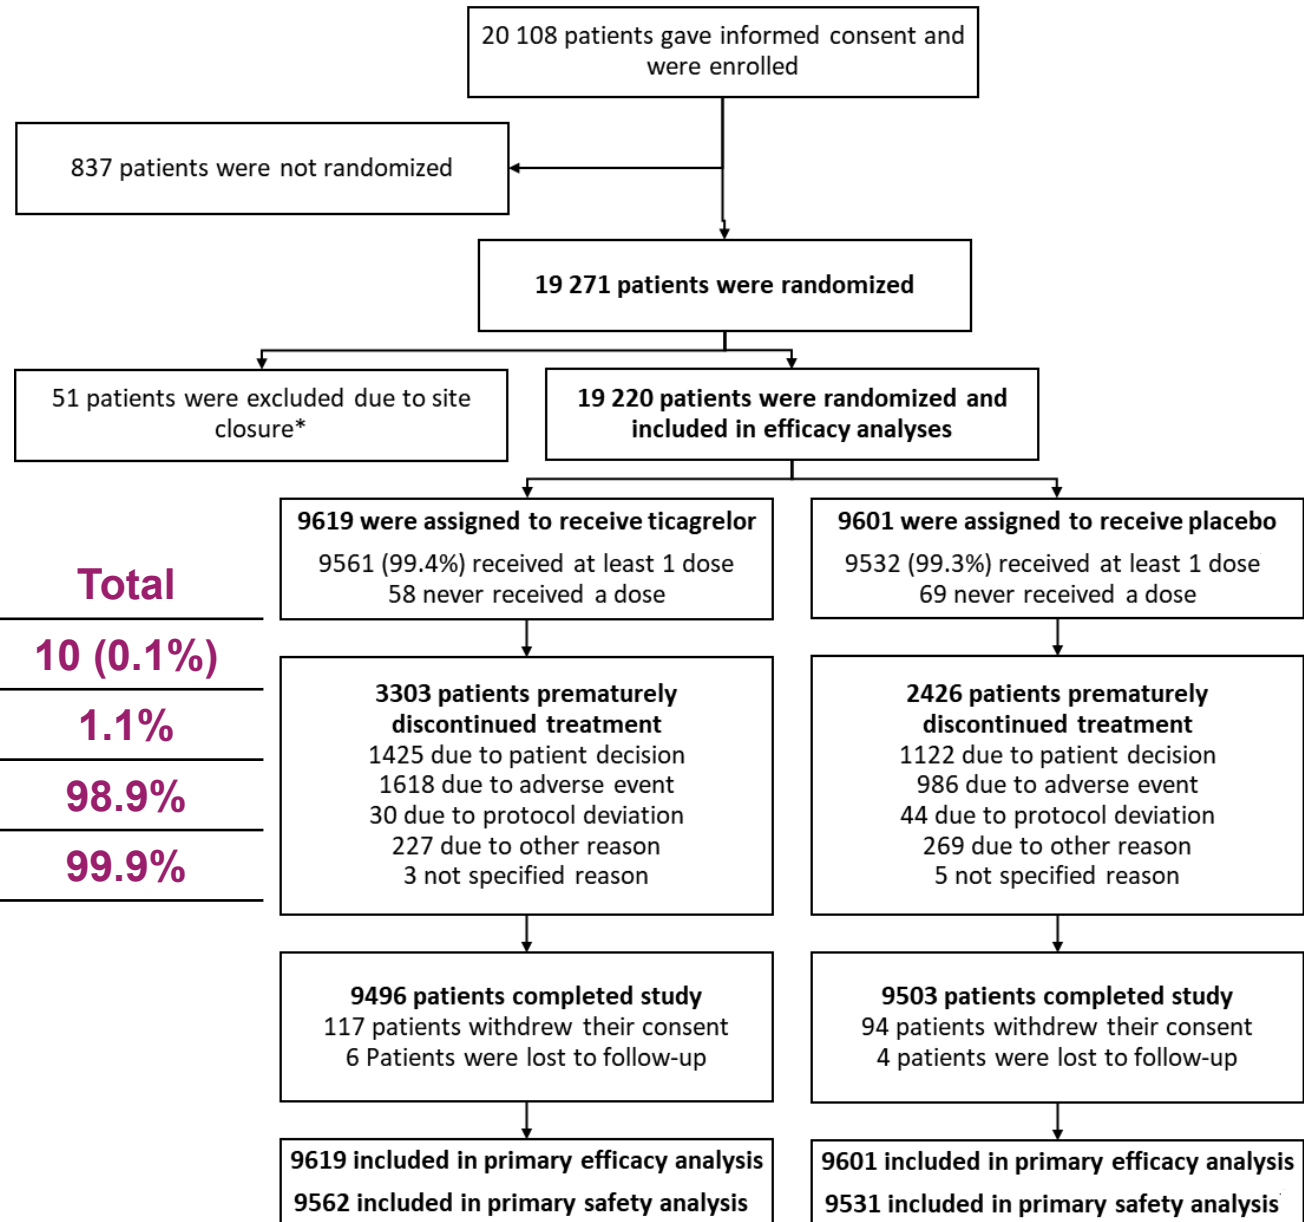 20 108 patients gave informed consent and
were enrolled
837 patients were not randomized
19 271 patients were randomized
51 patients were excluded due to site
closure*
19 220 patients were randomized and
included in efficacy analyses
9619 were assigned to receive ticagrelor
9561 (99.4%) received at least 1 dose
58 never received a dose
9601 were assigned to receive placebo
9532 (99.3%) received at least 1 dose
69 never received a dose
Total
10 (0.1%)
1.1%
98.9%
99.9%
3303 patients prematurely
discontinued treatment
1425 due to patient decision
1618 due to adverse event
30 due to protocol deviation
227 due to other reason
3 not specified reason
2426 patients prematurely
discontinued treatment
1122 due to patient decision
986 due to adverse event
44 due to protocol deviation
269 due to other reason
5 not specified reason
9496 patients completed study
117 patients withdrew their consent
6 Patients were lost to follow-up
9503 patients completed study
94 patients withdrew their consent
4 patients were lost to follow-up
9619 included in primary efficacy analysis
9562 included in primary safety analysis
9601 included in primary efficacy analysis
9531 included in primary safety analysis